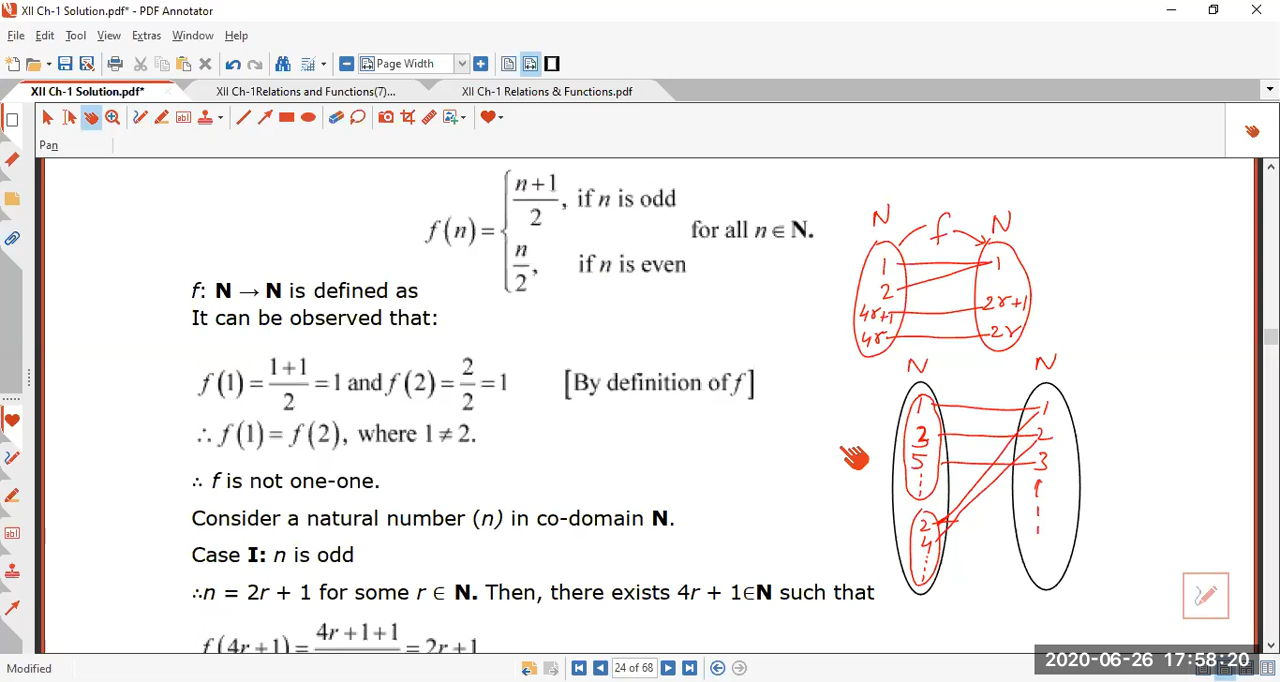 XII Ch-1 Solution.pdf* - PDF Annotator
File Edit Tool View Extras Window Help
Page Width
XII Ch-1 Solution.pdf* XII Ch-1Relations and Functions(7)... XII Ch-1 Relations & Functions.pdf
Pan
f(n) = { (n+1)/2, if n is odd
n/2, if n is even
for all n ∈ N.
f: N → N is defined as
It can be observed that:
f(1) = (1+1)/2 = 1 and f(2) = 2/2 = 1 [By definition of f]
∴ f(1) = f(2), where 1 ≠ 2.
∴ f is not one-one.
Consider a natural number (n) in co-domain N.
Case I: n is odd
∴n = 2r + 1 for some r ∈ N. Then, there exists 4r + 1∈N such that
f(4r+1) = 4r+1+1 = 2r+1
N f N
1 1
2
4r+1 2r+1
4r 2r
N N
1 1
3 2
5 3
2
4
Modified
24 of 68
2020-06-26 17:58:20